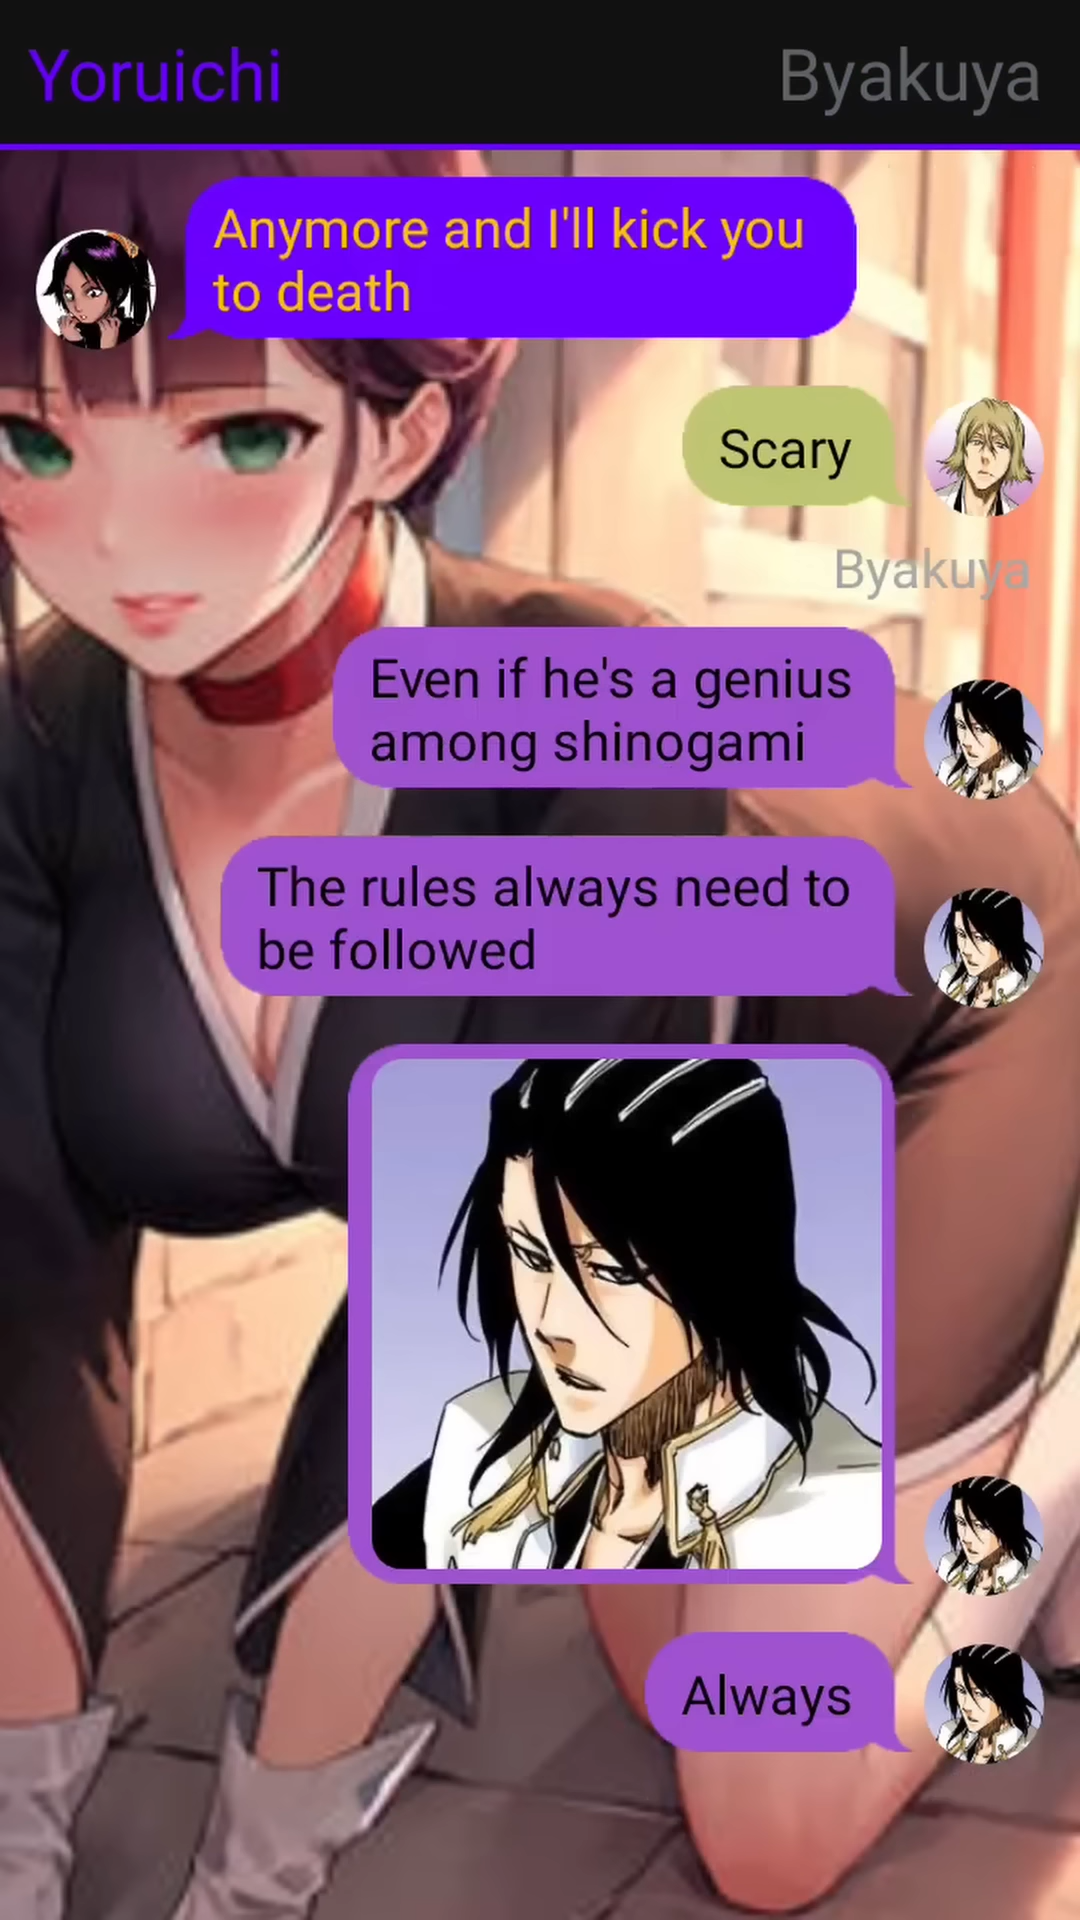 Yoruichi
Byakuya
Anymore and I'll kick you
to death
Scary
Byakuya
Even if he's a genius
among shinogami
The rules always need to
be followed
Always